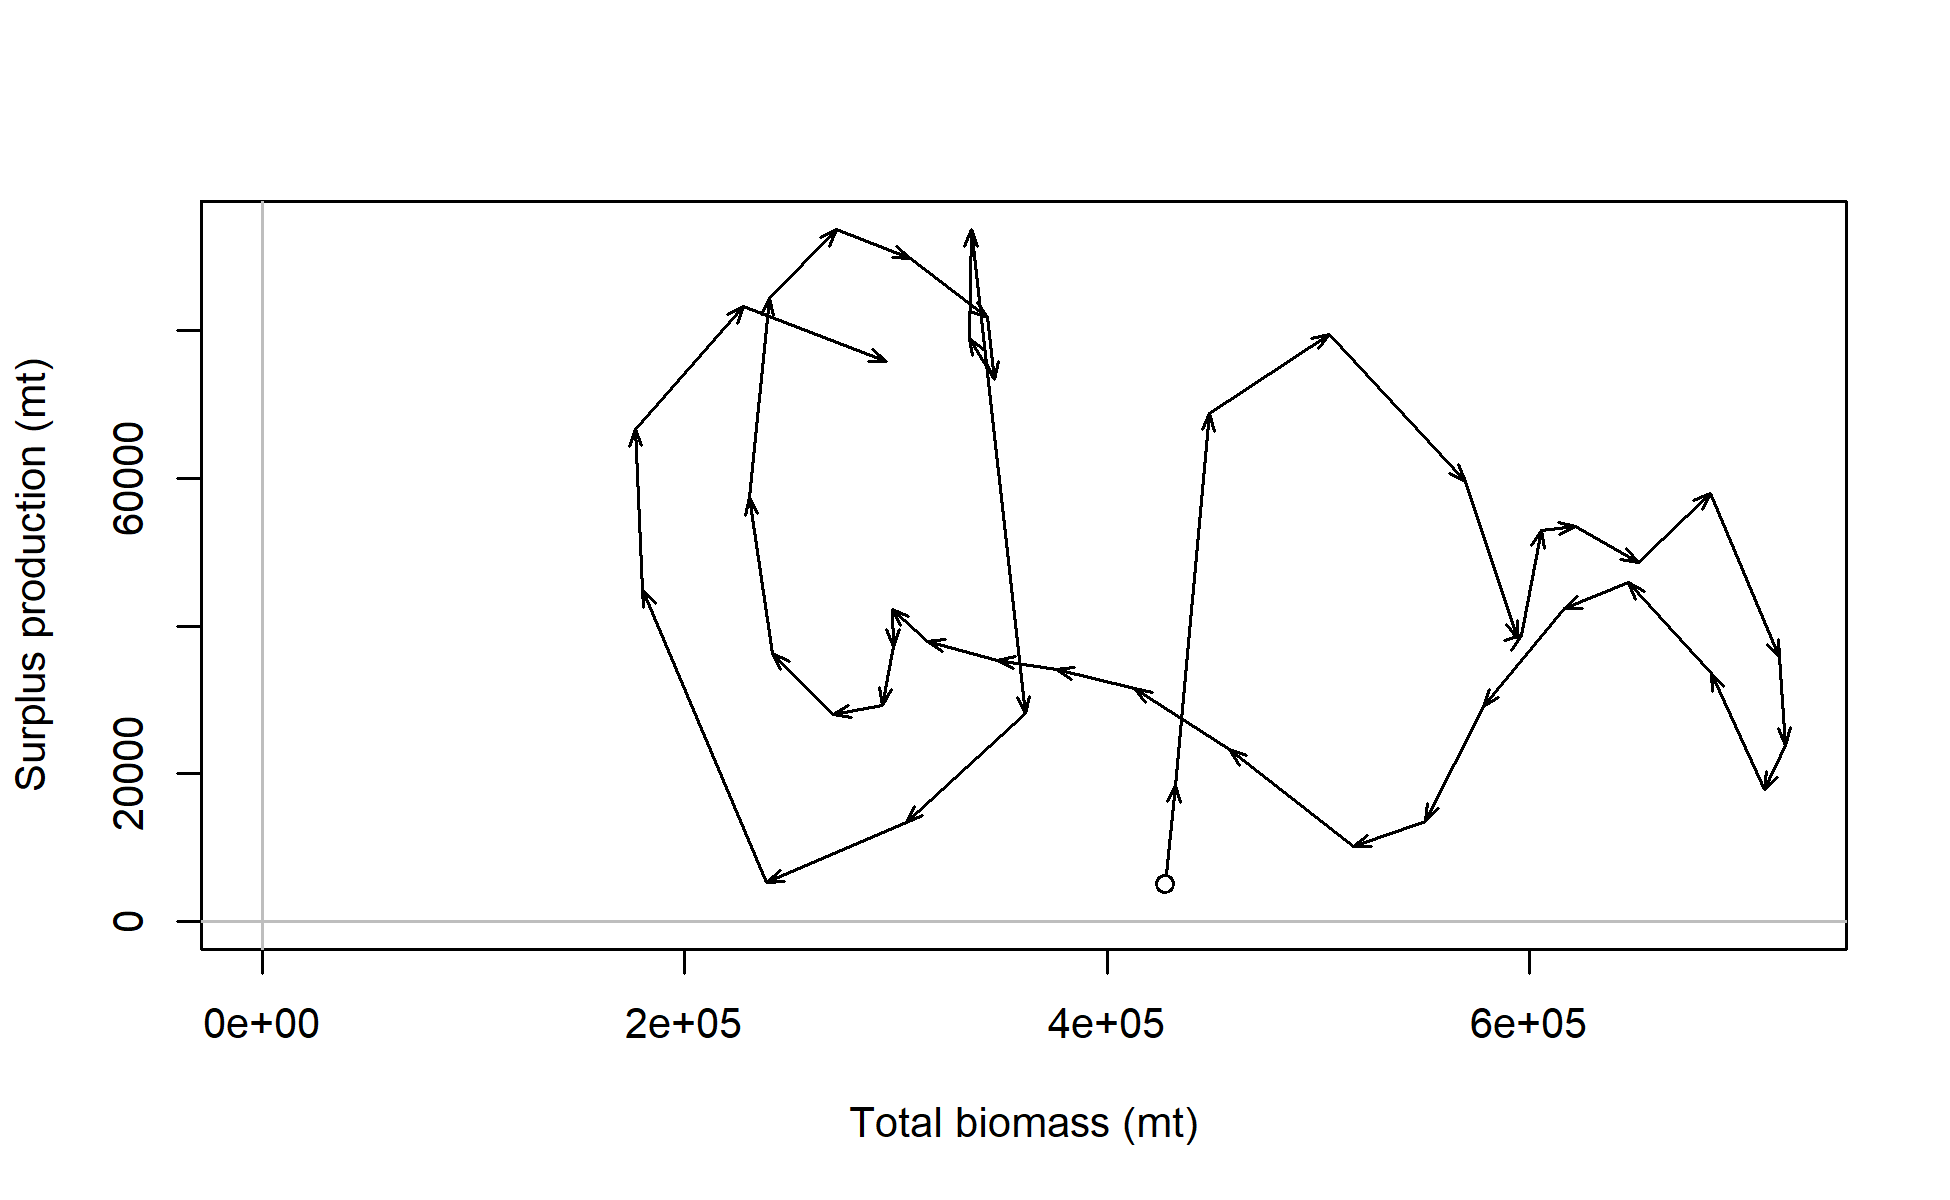 Surplus production (mt)
60000
20000
0
0e+00 2e+05 4e+05 6e+05
Total biomass (mt)